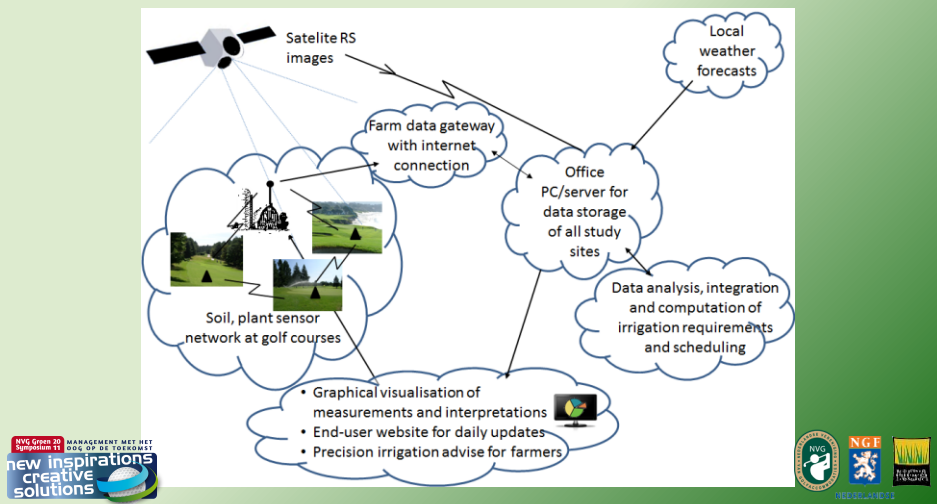 Satelite RS
images
Local
weather
forecasts
Farm data gateway
with internet
connection
Office
PC/server for
data storage
of all study
sites
Data analysis, integration
and computation of
irrigation requirements
and scheduling
Soil, plant sensor
network at golf courses
• Graphical visualisation of
measurements and interpretations
• End-user website for daily updates
• Precision irrigation advise for farmers
NVG Green 20
Symposium 11
MANAGEMENT MET HET
OOG OP DE TOEKOMST
new inspirations
creative
solutions
NVG
NGF
NGA